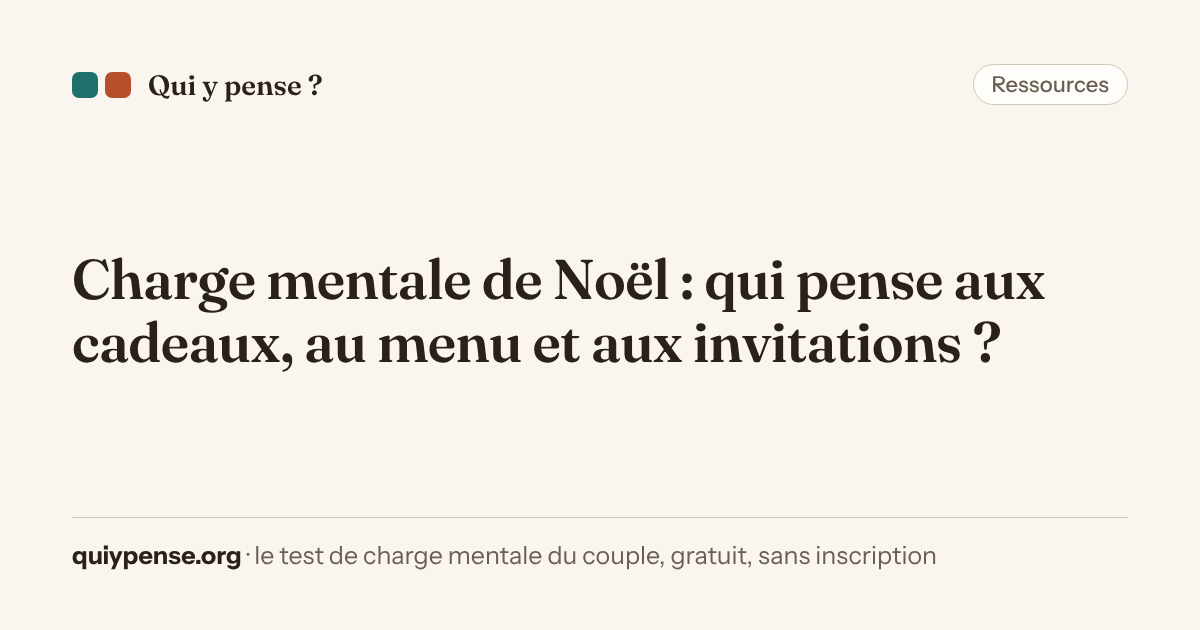 Qui y pense ?
Ressources
Charge mentale de Noël : qui pense aux
cadeaux, au menu et aux invitations ?
quiypense.org · le test de charge mentale du couple, gratuit, sans inscription